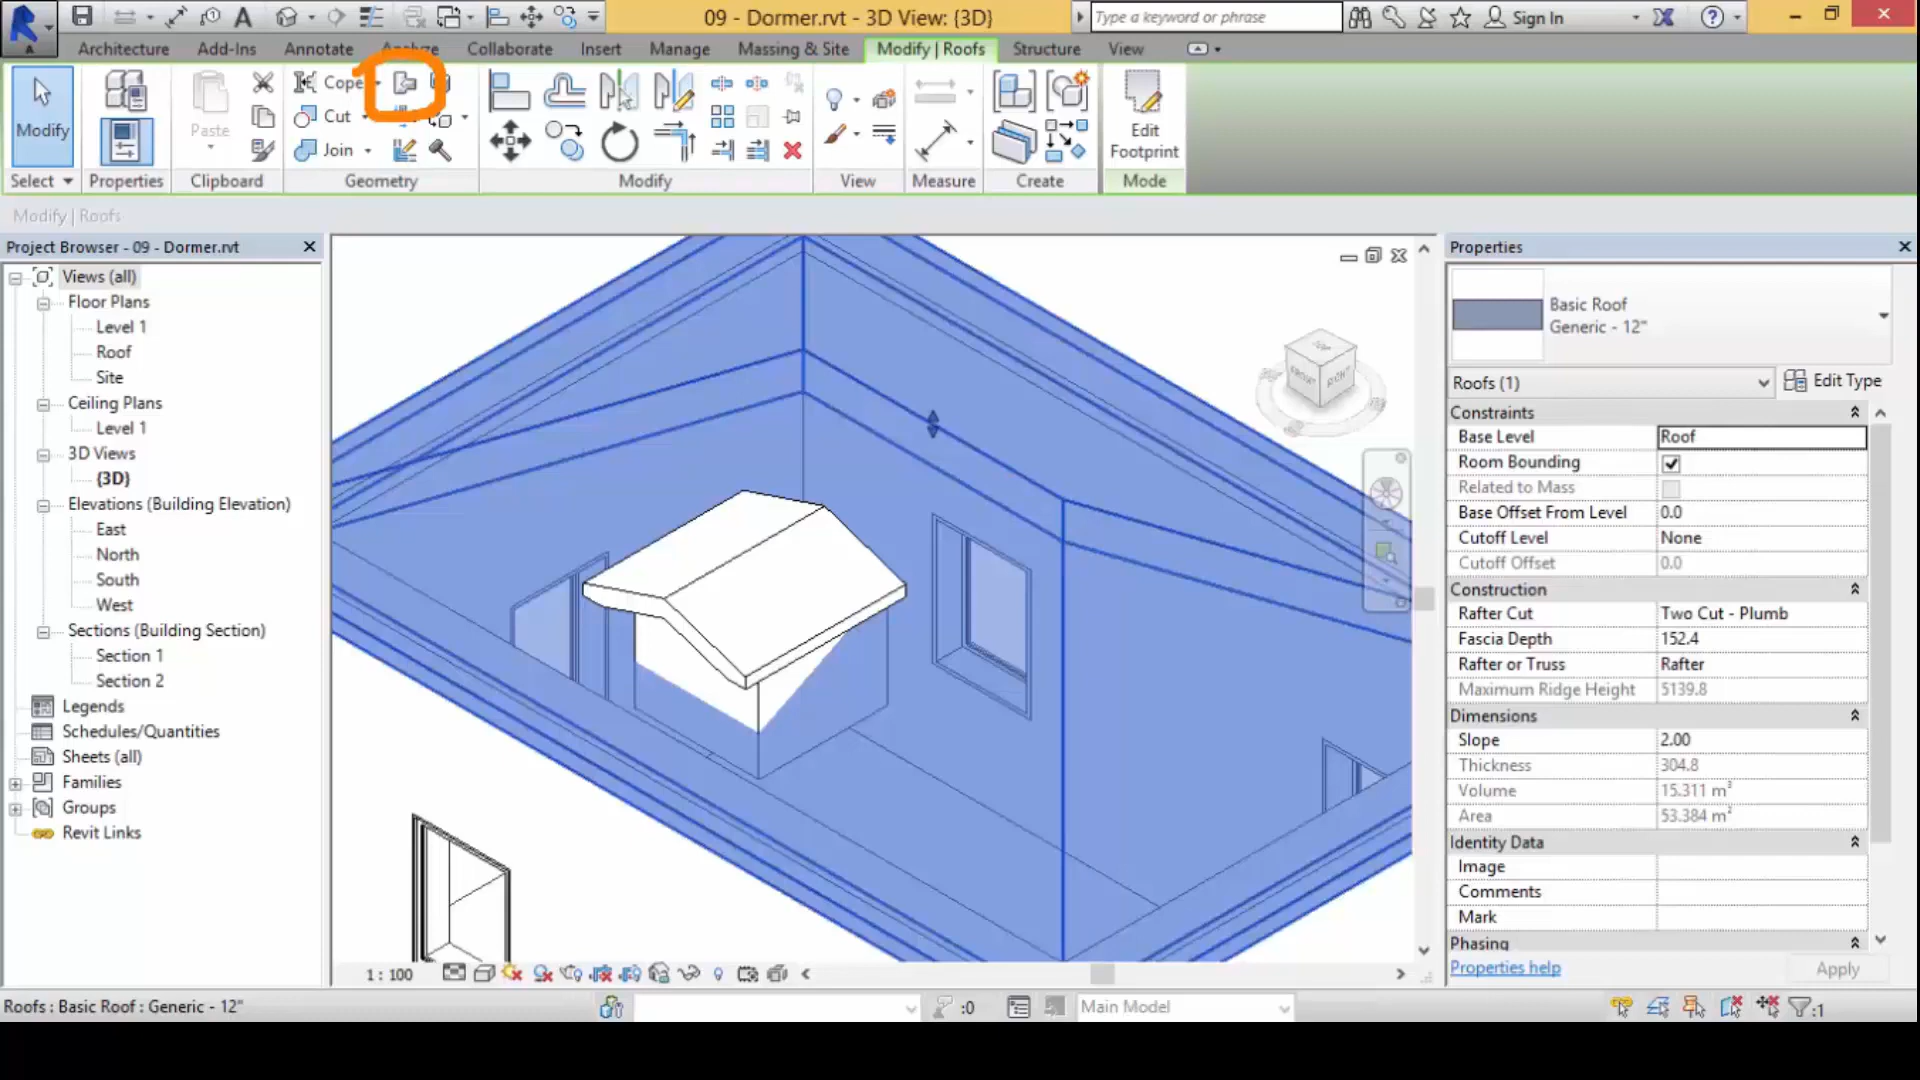 09 - Dormer.rvt - 3D View: {3D}
Type a keyword or phrase
Sign In
Architecture
Add-Ins
Annotate
Analyze
Collaborate
Insert
Manage
Massing & Site
Modify | Roofs
Structure
View
Modify
Paste
Cope
Cut
Join
Edit
Footprint
Select
Properties
Clipboard
Geometry
Modify
View
Measure
Create
Mode
Modify | Roofs
Project Browser - 09 - Dormer.rvt
Views (all)
Floor Plans
Level 1
Roof
Site
Ceiling Plans
Level 1
3D Views
{3D}
Elevations (Building Elevation)
East
North
South
West
Sections (Building Section)
Section 1
Section 2
Legends
Schedules/Quantities
Sheets (all)
Families
Groups
Revit Links
TOP
FRONT
RIGHT
Properties
Basic Roof
Generic - 12"
Roofs (1)
Edit Type
Constraints
Base Level Roof
Room Bounding
Related to Mass
Base Offset From Level 0.0
Cutoff Level None
Cutoff Offset 0.0
Construction
Rafter Cut Two Cut - Plumb
Fascia Depth 152.4
Rafter or Truss Rafter
Maximum Ridge Height 5139.8
Dimensions
Slope 2.00
Thickness 304.8
Volume 15.311 m³
Area 53.384 m²
Identity Data
Image
Comments
Mark
Phasing
Properties help
Apply
1 : 100
Roofs : Basic Roof : Generic - 12"
:0
Main Model
:1